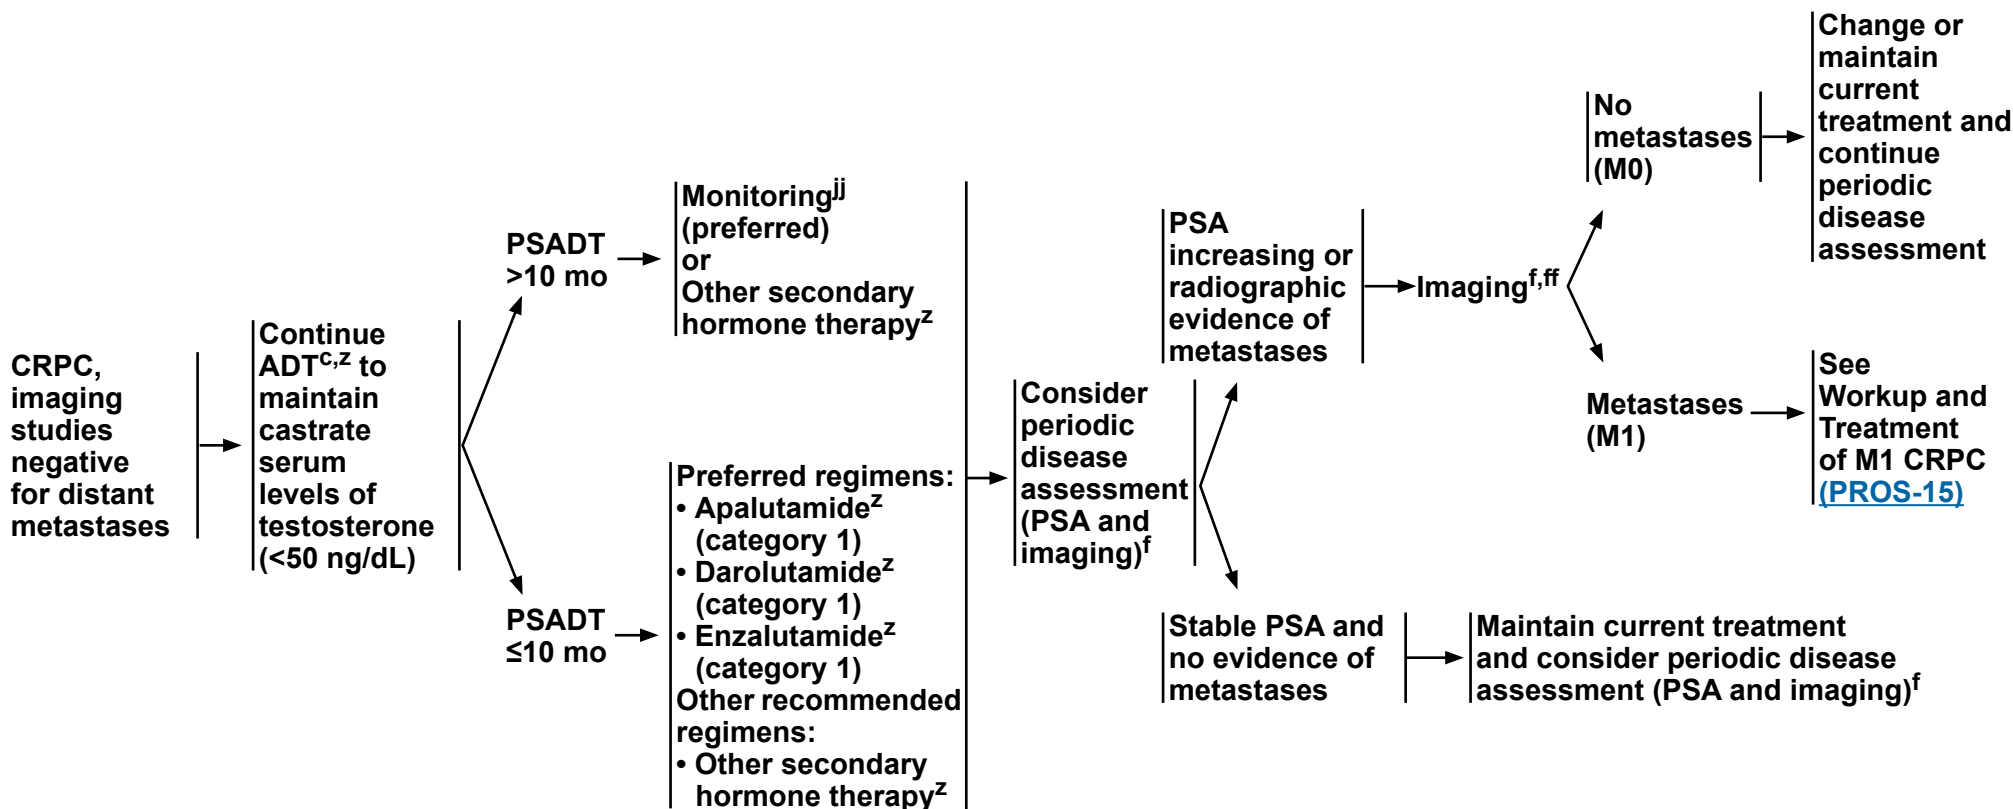 CRPC,
imaging
studies
negative
for distant
metastases
Continue
ADTc,z to
maintain
castrate
serum
levels of
testosterone
(<50 ng/dL)
PSADT
>10 mo
Monitoringjj
(preferred)
or
Other secondary
hormone therapyz
PSADT
≤10 mo
Preferred regimens:
• Apalutamidez
(category 1)
• Darolutamidez
(category 1)
• Enzalutamidez
(category 1)
Other recommended
regimens:
• Other secondary
hormone therapyz
Consider
periodic
disease
assessment
(PSA and
imaging)f
PSA
increasing or
radiographic
evidence of
metastases
Imagingf,ff
No
metastases
(M0)
Change or
maintain
current
treatment and
continue
periodic
disease
assessment
Metastases
(M1)
See
Workup and
Treatment
of M1 CRPC
(PROS-15)
Stable PSA and
no evidence of
metastases
Maintain current treatment
and consider periodic disease
assessment (PSA and imaging)f